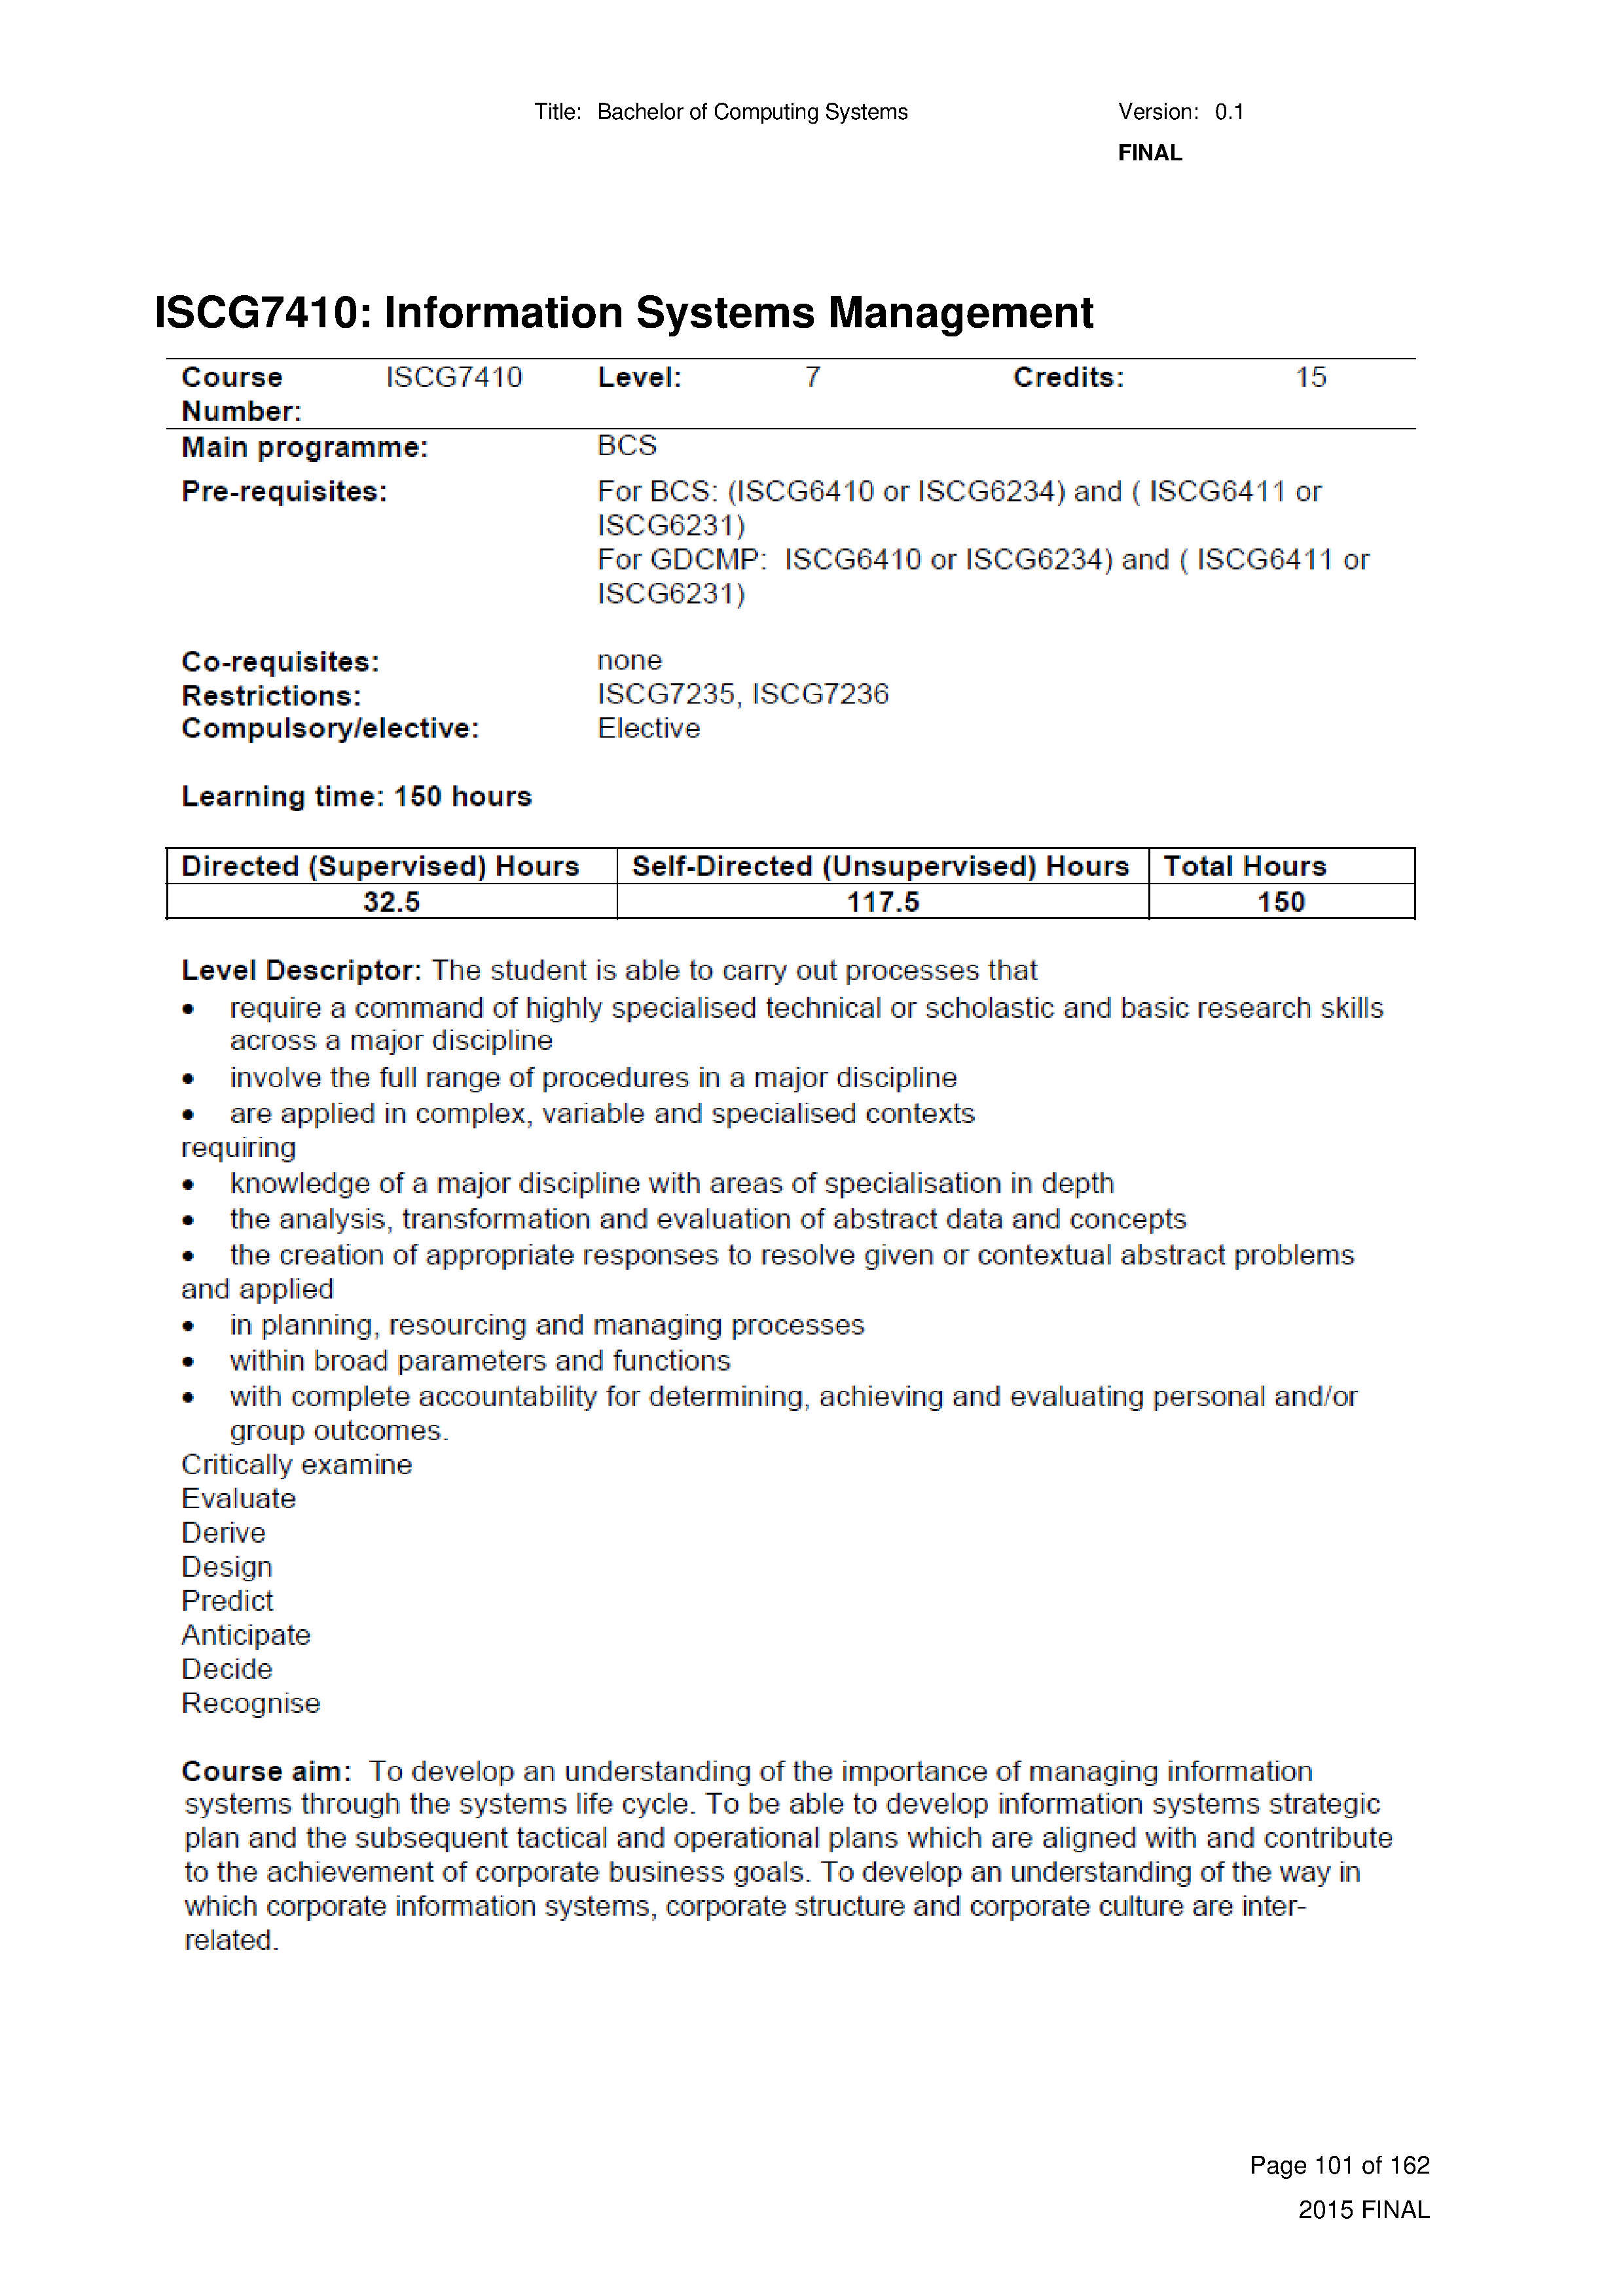 Title: Bachelor of Computing Systems Version: 0.1
FINAL
ISCG7410: Information Systems Management
Course ISCG7410 Level: 7 Credits: 15
Number:
Main programme: BCS
Pre-requisites: For BCS: (ISCG6410 or ISCG6234) and ( ISCG6411 or
ISCG6231)
For GDCMP: ISCG6410 or ISCG6234) and ( ISCG6411 or
ISCG6231)
Co-requisites: none
Restrictions: ISCG7235, ISCG7236
Compulsory/elective: Elective
Learning time: 150 hours
Directed (Supervised) Hours Self-Directed (Unsupervised) Hours Total Hours
32.5 117.5 150
Level Descriptor: The student is able to carry out processes that
• require a command of highly specialised technical or scholastic and basic research skills
across a major discipline
• involve the full range of procedures in a major discipline
• are applied in complex, variable and specialised contexts
requiring
• knowledge of a major discipline with areas of specialisation in depth
• the analysis, transformation and evaluation of abstract data and concepts
• the creation of appropriate responses to resolve given or contextual abstract problems
and applied
• in planning, resourcing and managing processes
• within broad parameters and functions
• with complete accountability for determining, achieving and evaluating personal and/or
group outcomes.
Critically examine
Evaluate
Derive
Design
Predict
Anticipate
Decide
Recognise
Course aim: To develop an understanding of the importance of managing information
systems through the systems life cycle. To be able to develop information systems strategic
plan and the subsequent tactical and operational plans which are aligned with and contribute
to the achievement of corporate business goals. To develop an understanding of the way in
which corporate information systems, corporate structure and corporate culture are inter-
related.
Page 101 of 162
2015 FINAL